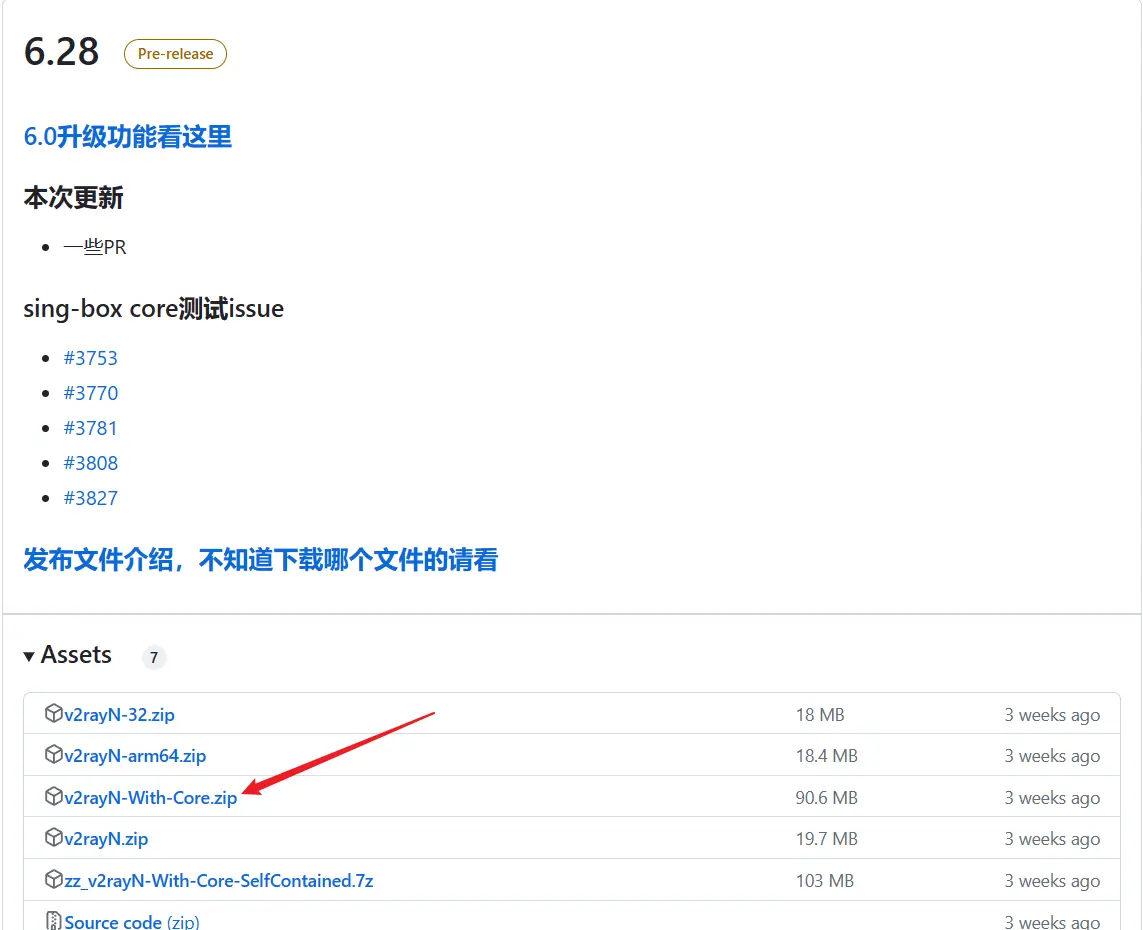 6.28 Pre-release
6.0升级功能看这里
本次更新
一些PR
sing-box core测试issue
#3753
#3770
#3781
#3808
#3827
发布文件介绍，不知道下载哪个文件的请看
Assets 7
v2rayN-32.zip 18 MB 3 weeks ago
v2rayN-arm64.zip 18.4 MB 3 weeks ago
v2rayN-With-Core.zip 90.6 MB 3 weeks ago
v2rayN.zip 19.7 MB 3 weeks ago
zz_v2rayN-With-Core-SelfContained.7z 103 MB 3 weeks ago
Source code (zip) 3 weeks ago